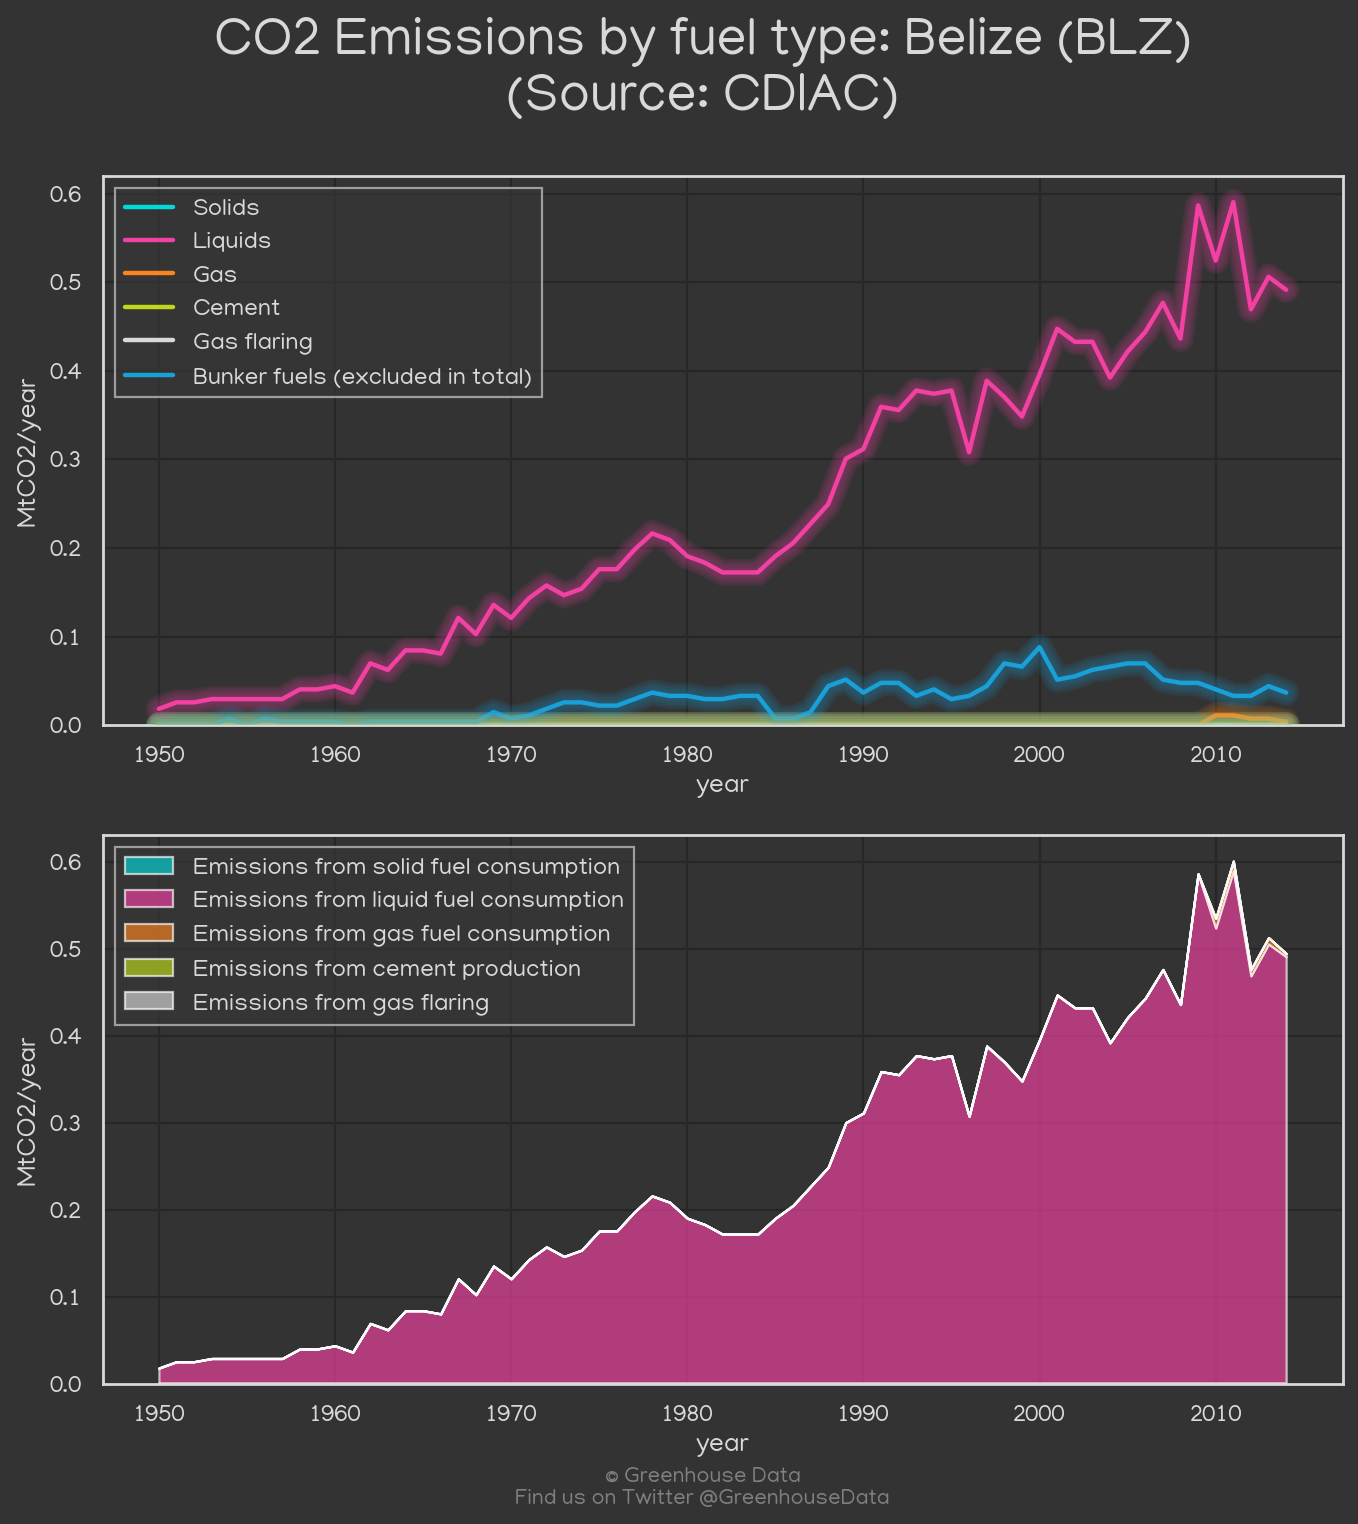 CO2 Emissions by fuel type: Belize (BLZ)
(Source: CDIAC)
Solids
Liquids
Gas
Cement
Gas flaring
Bunker fuels (excluded in total)
MtCO2/year
0.6
0.5
0.4
0.3
0.2
0.1
0.0
1950 1960 1970 1980 1990 2000 2010
year
Emissions from solid fuel consumption
Emissions from liquid fuel consumption
Emissions from gas fuel consumption
Emissions from cement production
Emissions from gas flaring
MtCO2/year
0.6
0.5
0.4
0.3
0.2
0.1
0.0
1950 1960 1970 1980 1990 2000 2010
year
© Greenhouse Data
Find us on Twitter @GreenhouseData